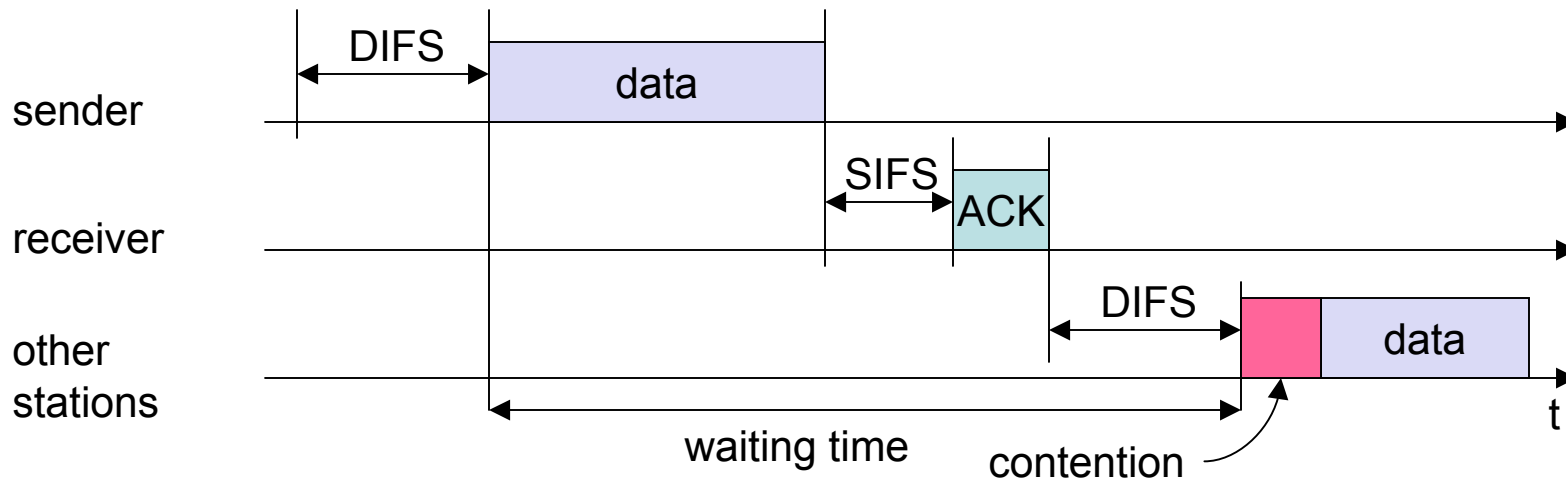 DIFS
data
sender
SIFS
ACK
receiver
DIFS
data
other
stations
t
waiting time
contention